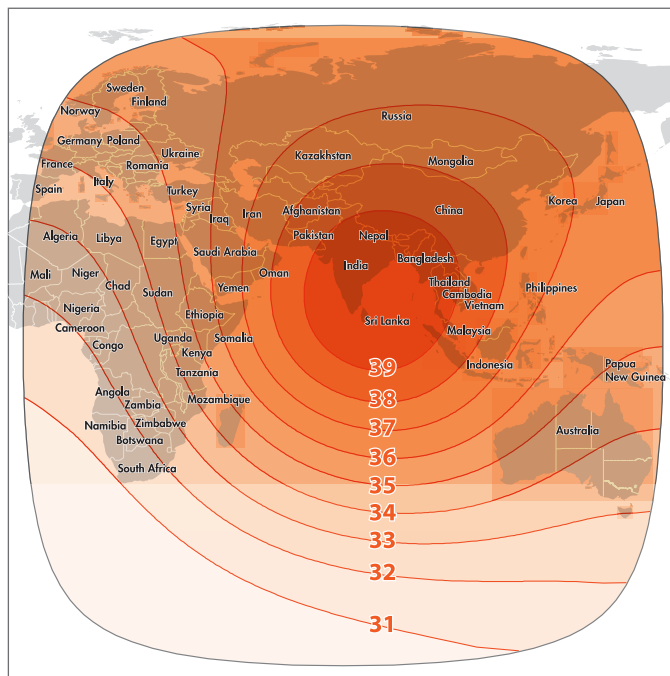 Sweden
Finland
Norway
Russia
Germany Poland
Ukraine
Kazakhstan
Mongolia
France
Romania
Italy
Spain
Turkey
Syria
Iraq
Iran
Afghanistan
China
Korea
Japan
Algeria
Libya
Egypt
Pakistan
Nepal
Saudi Arabia
Bangladesh
India
Mali
Niger
Oman
Chad
Sudan
Yemen
Thailand
Cambodia
Philippines
Vietnam
Nigeria
Ethiopia
Sri Lanka
Cameroon
Uganda
Somalia
Malaysia
Congo
Kenya
Tanzania
39
Indonesia
Papua
New Guinea
Angola
Zambia
Mozambique
38
Namibia
Zimbabwe
37
Australia
Botswana
36
South Africa
35
34
33
32
31